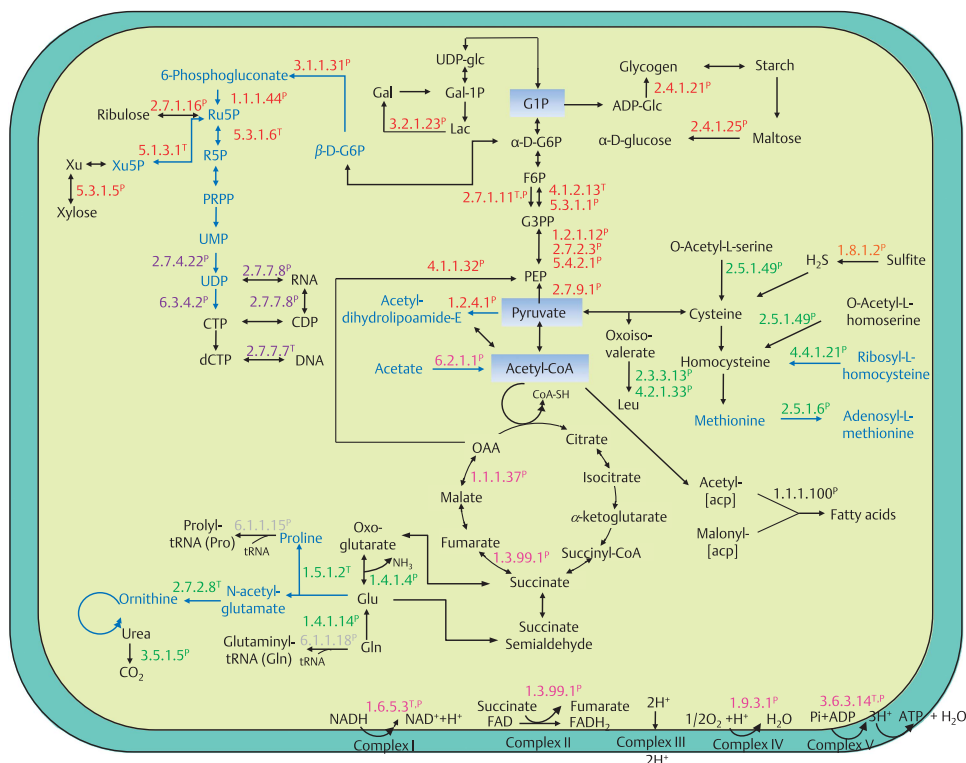 3.1.1.31ᴾ
6-Phosphogluconate
2.7.1.16ᴾ
1.1.1.44ᴾ
Ribulose
Ru5P
5.3.1.6ᵀ
5.1.3.1ᵀ
Xu
Xu5P
R5P
β-D-G6P
5.3.1.5ᴾ
Xylose
PRPP
UMP
2.7.4.22ᴾ
UDP
2.7.7.8ᴾ
RNA
6.3.4.2ᴾ
2.7.7.8ᴾ
CTP
CDP
dCTP
2.7.7.7ᵀ
DNA
UDP-glc
Gal
Gal-1P
3.2.1.23ᴾ
Lac
G1P
Glycogen
Starch
2.4.1.21ᴾ
ADP-Glc
α-D-G6P
α-D-glucose
2.4.1.25ᴾ
Maltose
F6P
2.7.1.11ᵀ·ᴾ
4.1.2.13ᵀ
5.3.1.1ᴾ
G3PP
1.2.1.12ᴾ
2.7.2.3ᴾ
5.4.2.1ᴾ
4.1.1.32ᴾ
PEP
2.7.9.1ᴾ
Acetyl-
dihydrolipoamide-E
1.2.4.1ᴾ
Pyruvate
Acetate
6.2.1.1ᴾ
Acetyl-CoA
Oxoiso-
valerate
2.3.3.13ᴾ
4.2.1.33ᴾ
Leu
O-Acetyl-L-serine
2.5.1.49ᴾ
H₂S
1.8.1.2ᴾ
Sulfite
Cysteine
2.5.1.49ᴾ
O-Acetyl-L-
homoserine
Homocysteine
4.4.1.21ᴾ
Ribosyl-L-
homocysteine
Methionine
2.5.1.6ᴾ
Adenosyl-L-
methionine
CoA-SH
OAA
Citrate
1.1.1.37ᴾ
Isocitrate
Malate
α-ketoglutarate
Fumarate
1.3.99.1ᴾ
Succinyl-CoA
Succinate
Succinate
Semialdehyde
Acetyl-
[acp]
1.1.1.100ᴾ
Fatty acids
Malonyl-
[acp]
Prolyl-
tRNA (Pro)
6.1.1.15ᴾ
tRNA
Proline
Oxo-
glutarate
NH₃
1.5.1.2ᵀ
1.4.1.4ᴾ
2.7.2.8ᵀ
Ornithine
N-acetyl-
glutamate
Glu
1.4.1.14ᴾ
Urea
3.5.1.5ᴾ
CO₂
Glutaminyl-
tRNA (Gln)
6.1.1.18ᴾ
tRNA
Gln
1.6.5.3ᵀ·ᴾ
NADH
NAD⁺+H⁺
Complex I
1.3.99.1ᴾ
Succinate
Fumarate
FAD
FADH₂
Complex II
2H⁺
Complex III
2H⁺
1.9.3.1ᴾ
1/2O₂ +H⁺
H₂O
Complex IV
3.6.3.14ᵀ·ᴾ
Pi+ADP
3H⁺
ATP + H₂O
Complex V